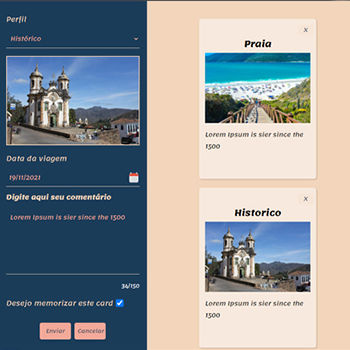 Perfil
Histórico
Data da viagem
19/11/2021
Digite aqui seu comentário
Lorem Ipsum is sier since the 1500
34/150
Desejo memorizar este card
Enviar
Cancelar
X
Praia
Lorem Ipsum is sier since the
1500
X
Historico
Lorem Ipsum is sier since the
1500